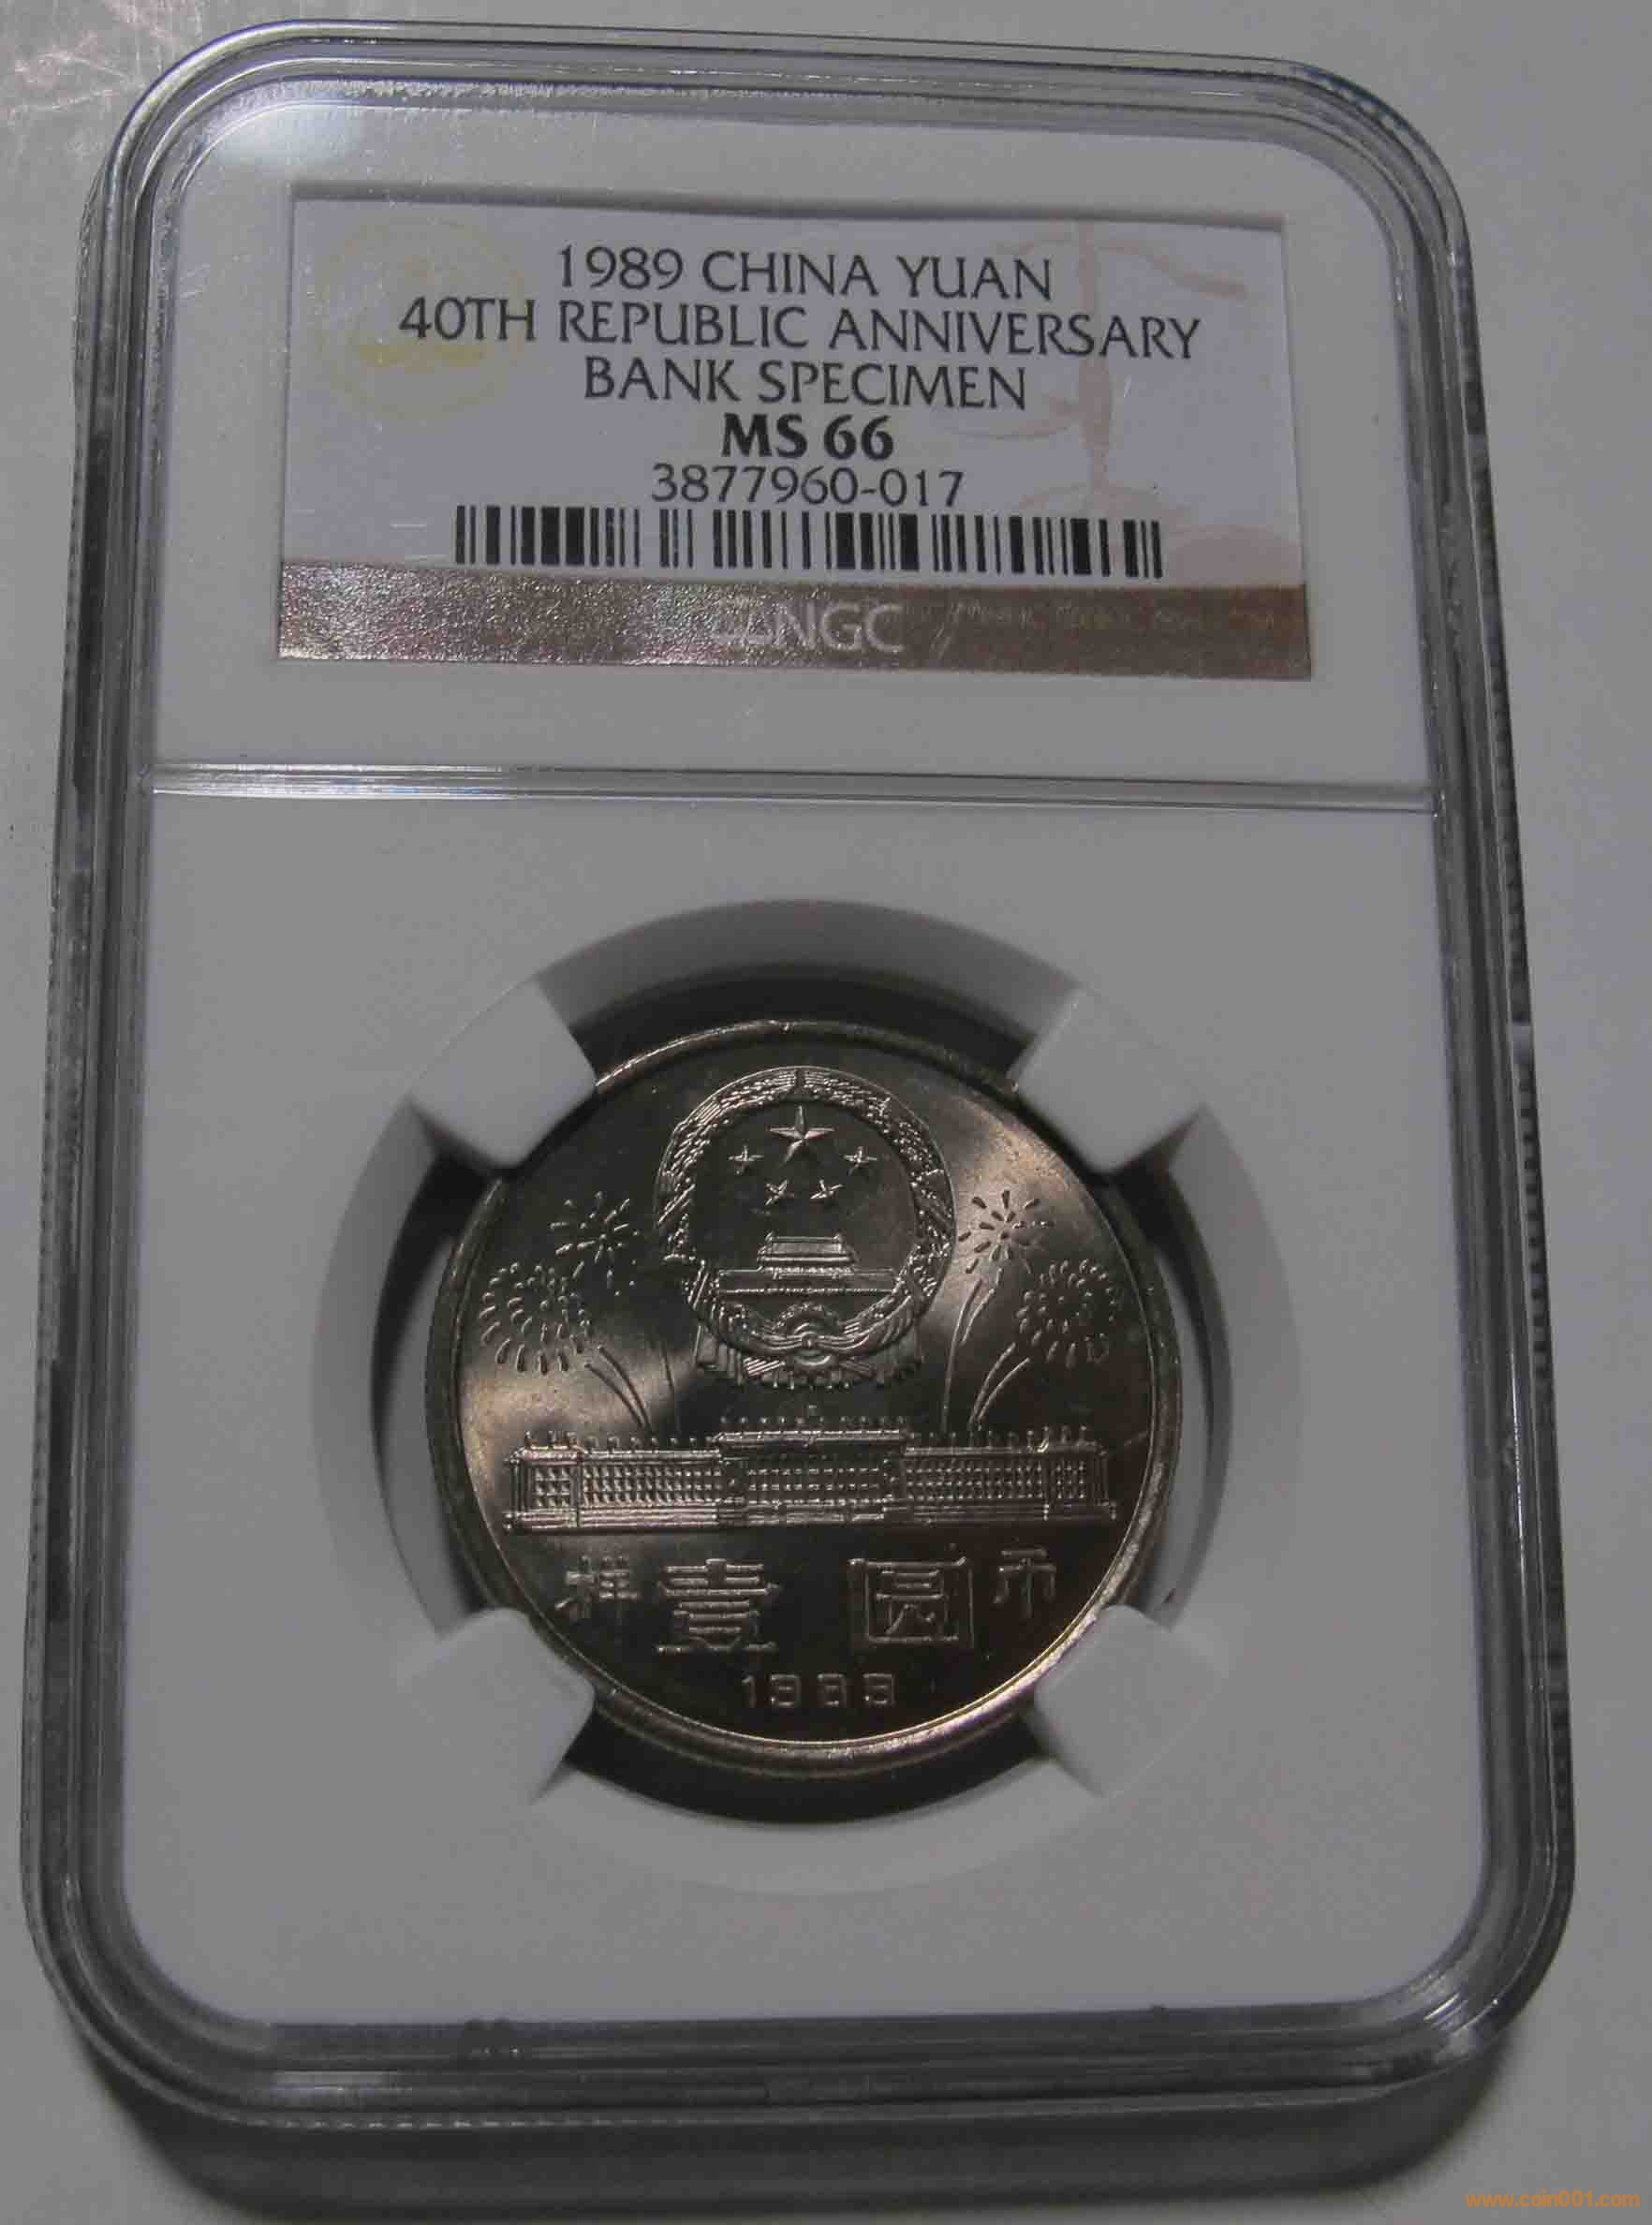 1989 CHINA YUAN
40TH REPUBLIC ANNIVERSARY
BANK SPECIMEN
MS 66
3877960-017
NGC
样 壹 圆 币
1989
www.coin001.com